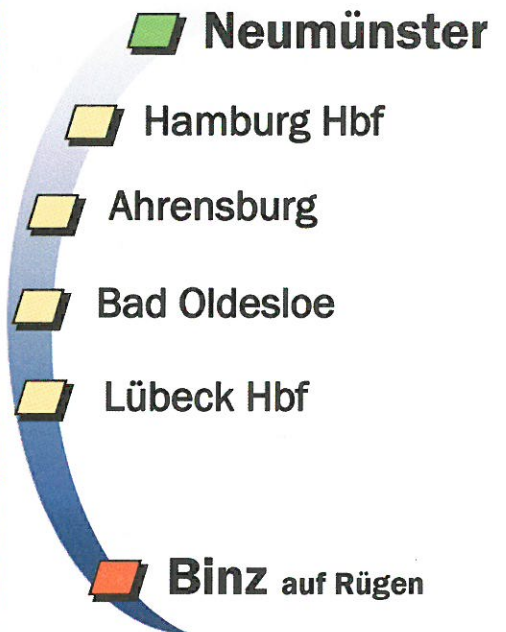 Neumünster
Hamburg Hbf
Ahrensburg
Bad Oldesloe
Lübeck Hbf
Binz auf Rügen